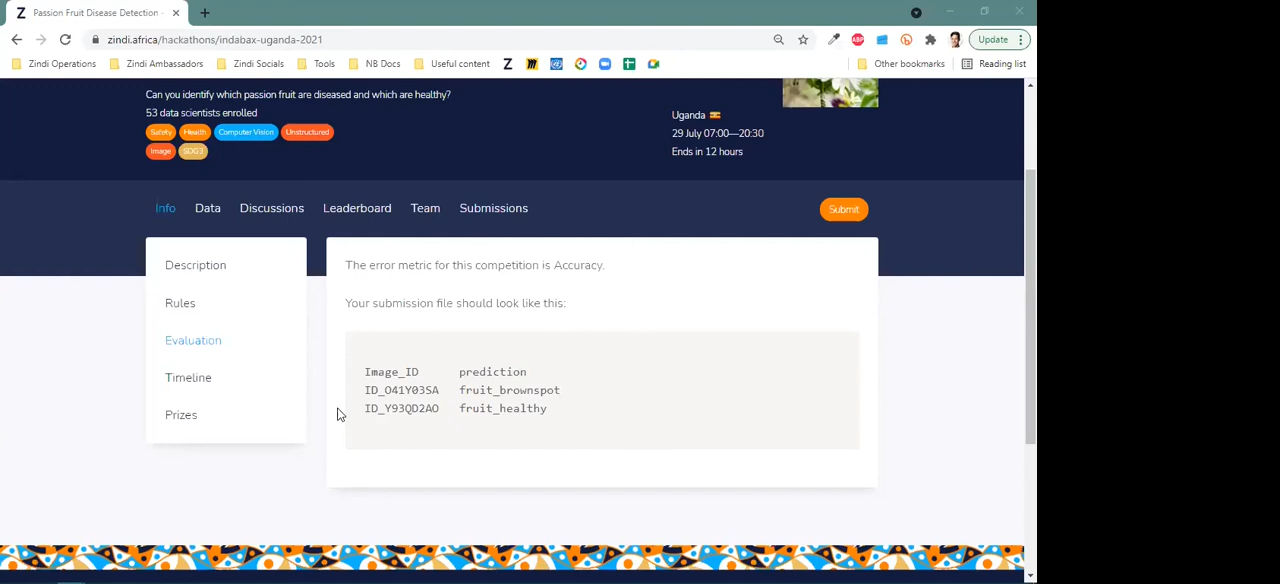 Passion Fruit Disease Detection -
zindi.africa/hackathons/indabax-uganda-2021
Update
Zindi Operations
Zindi Ambassadors
Zindi Socials
Tools
NB Docs
Useful content
Other bookmarks
Reading list
Can you identify which passion fruit are diseased and which are healthy?
53 data scientists enrolled
Safety
Health
Computer Vision
Unstructured
Image
SDG3
Uganda
29 July 07:00—20:30
Ends in 12 hours
Info
Data
Discussions
Leaderboard
Team
Submissions
Submit
Description
Rules
Evaluation
Timeline
Prizes
The error metric for this competition is Accuracy.
Your submission file should look like this:
Image_ID prediction
ID_O41Y03SA fruit_brownspot
ID_Y93QD2AO fruit_healthy